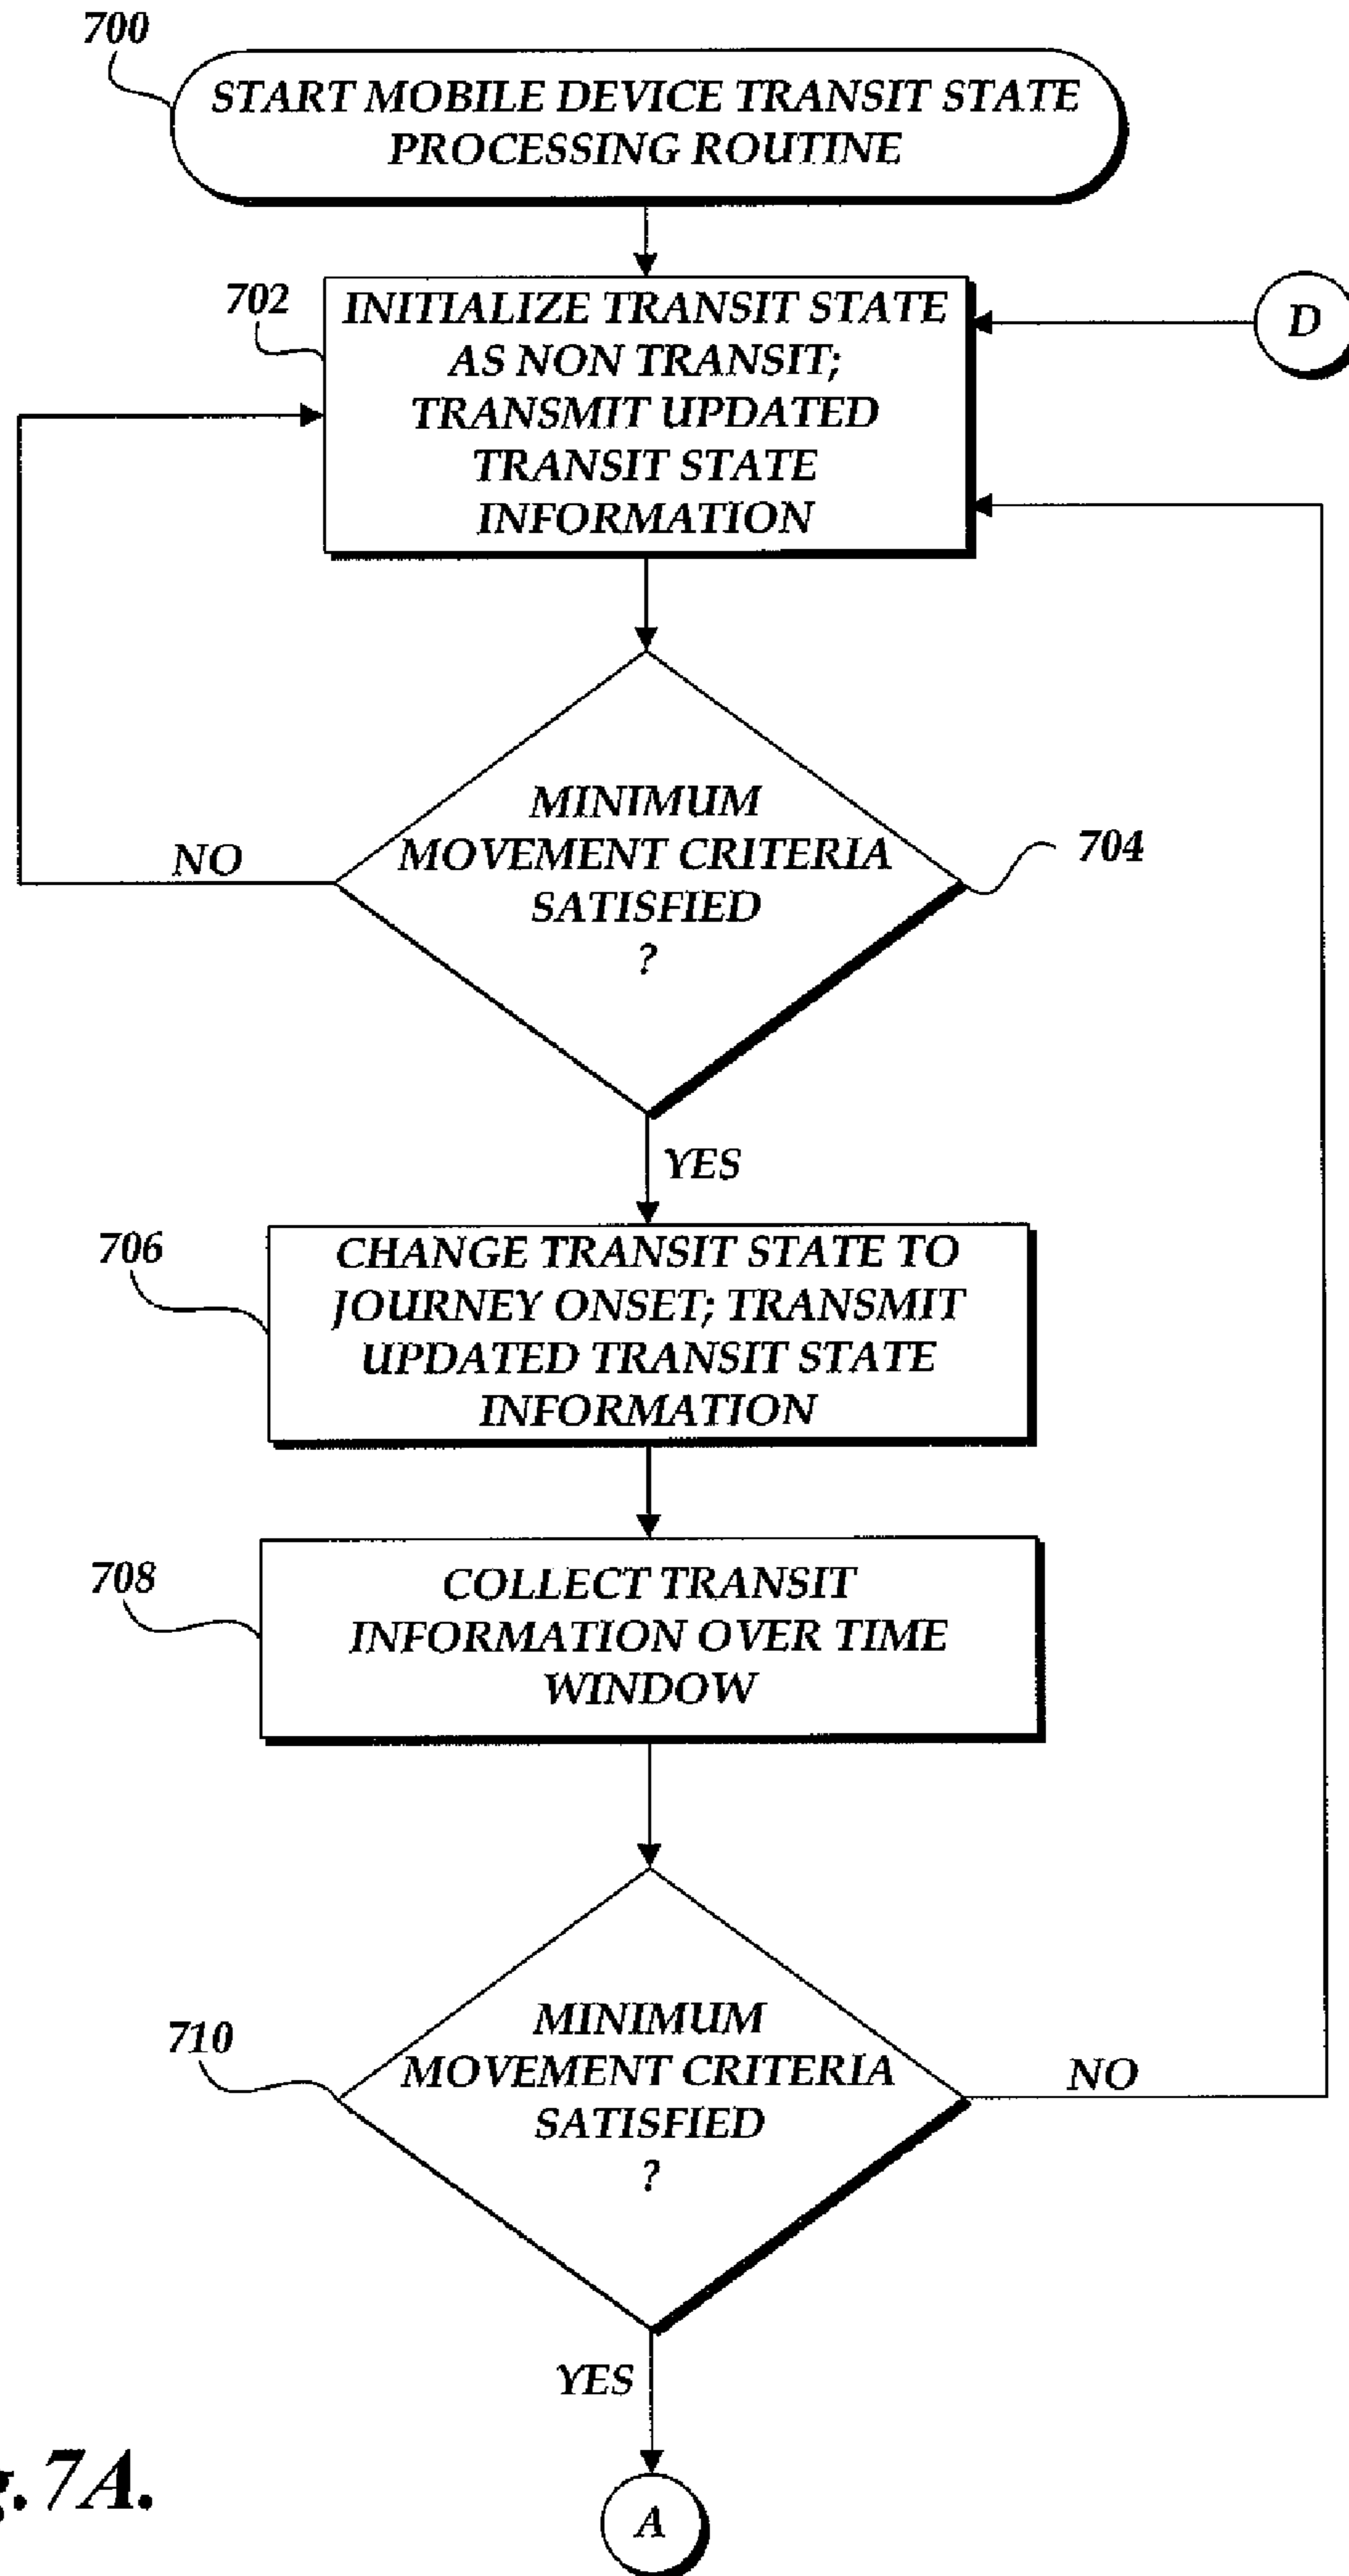 700
START MOBILE DEVICE TRANSIT STATE
PROCESSING ROUTINE
702
INITIALIZE TRANSIT STATE
AS NON TRANSIT;
TRANSMIT UPDATED
TRANSIT STATE
INFORMATION
D
MINIMUM
MOVEMENT CRITERIA
SATISFIED
?
704
NO
YES
706
CHANGE TRANSIT STATE TO
JOURNEY ONSET; TRANSMIT
UPDATED TRANSIT STATE
INFORMATION
708
COLLECT TRANSIT
INFORMATION OVER TIME
WINDOW
710
MINIMUM
MOVEMENT CRITERIA
SATISFIED
?
NO
YES
g. 7A.
A